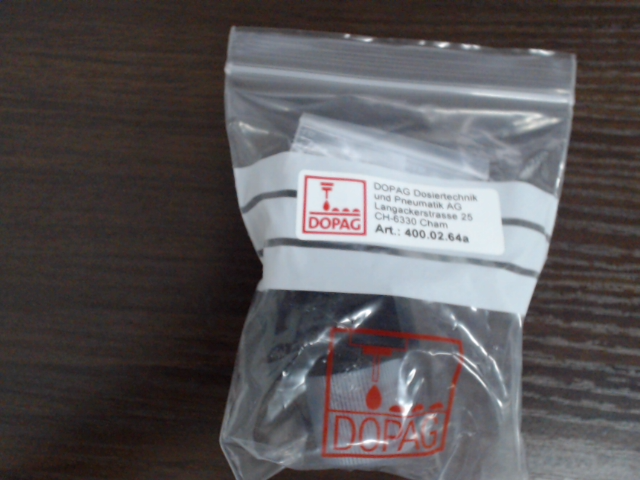 DOPAG
DOPAG Dosiertechnik
und Pneumatik AG
Langackerstrasse 25
CH-6330 Cham
Art.: 400.02.64a
DOPAG